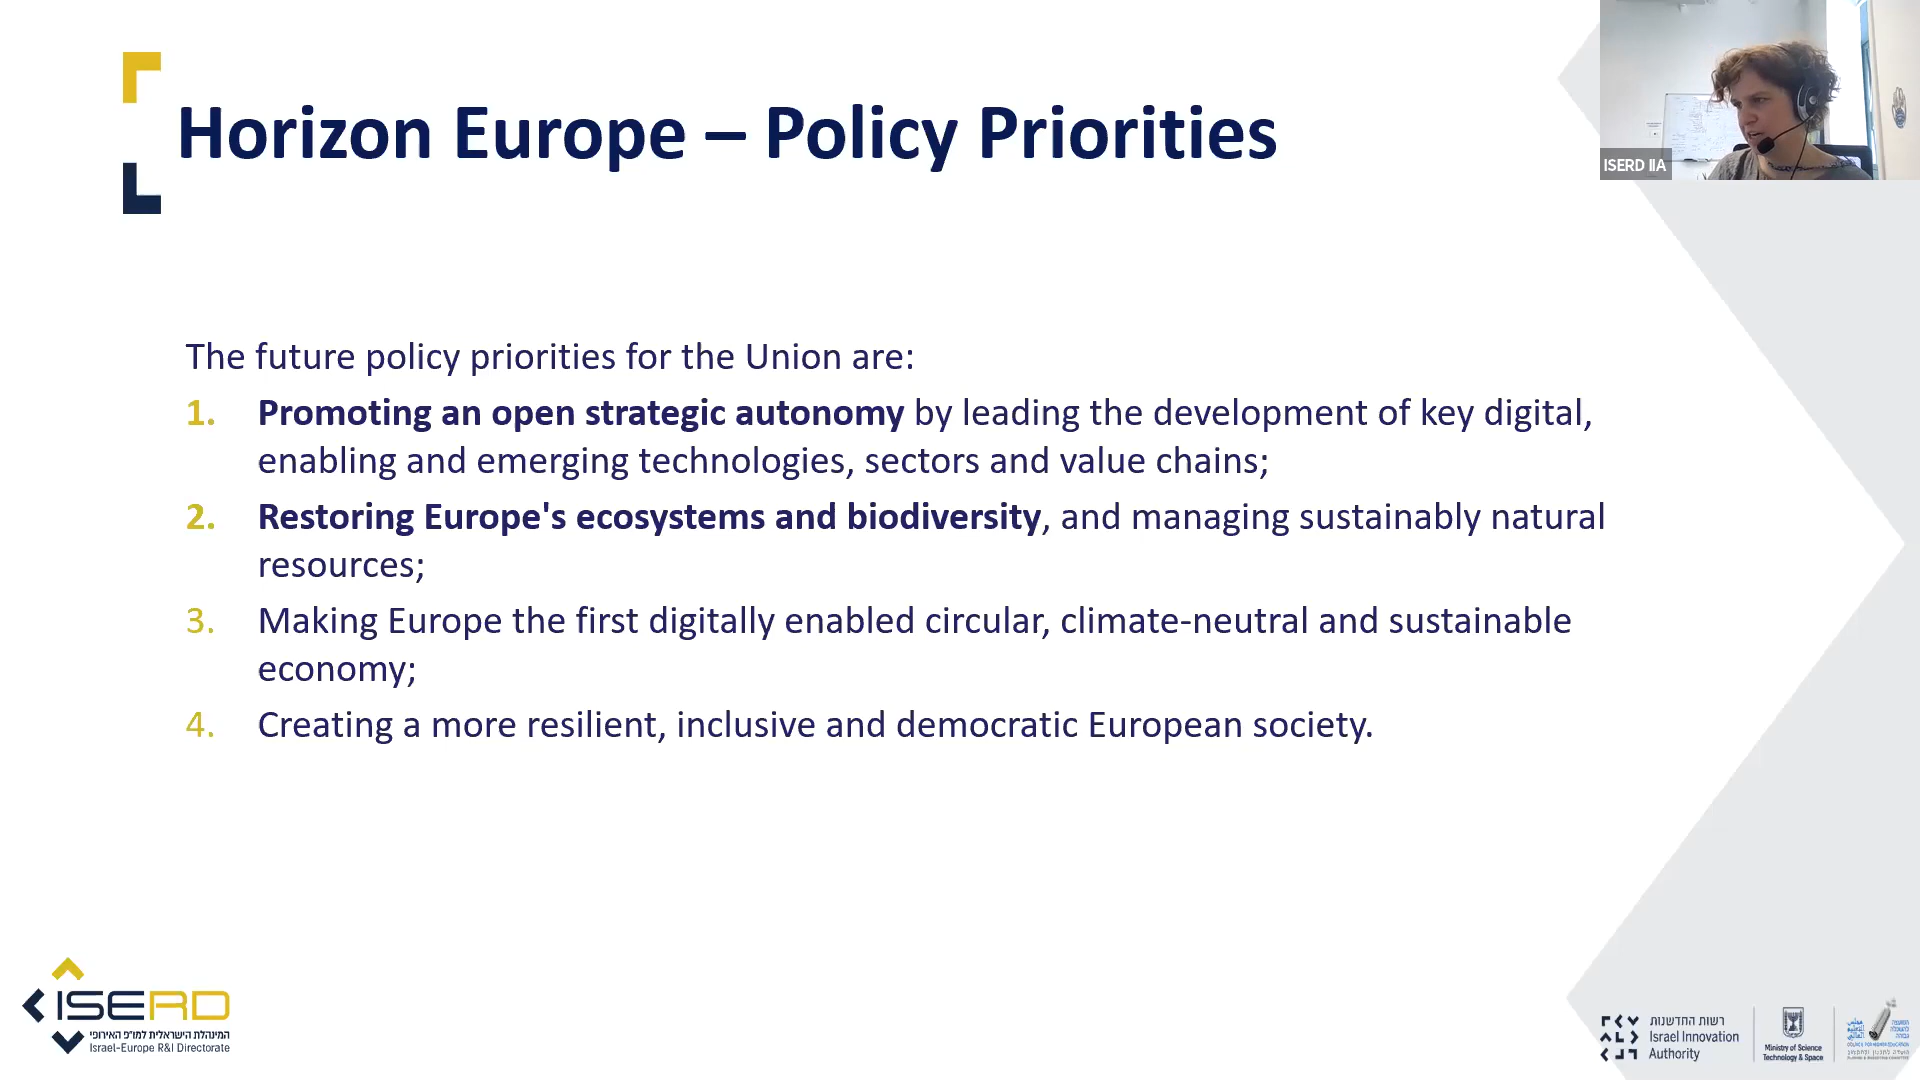 Horizon Europe – Policy Priorities
ISERD IIA
The future policy priorities for the Union are:
1. Promoting an open strategic autonomy by leading the development of key digital,
enabling and emerging technologies, sectors and value chains;
2. Restoring Europe's ecosystems and biodiversity, and managing sustainably natural
resources;
3. Making Europe the first digitally enabled circular, climate-neutral and sustainable
economy;
4. Creating a more resilient, inclusive and democratic European society.
ISERD
המינהלת הישראלית למו״פ האירופי
Israel-Europe R&I Directorate
רשות החדשנות
Israel Innovation
Authority
Ministry of Science
Technology & Space